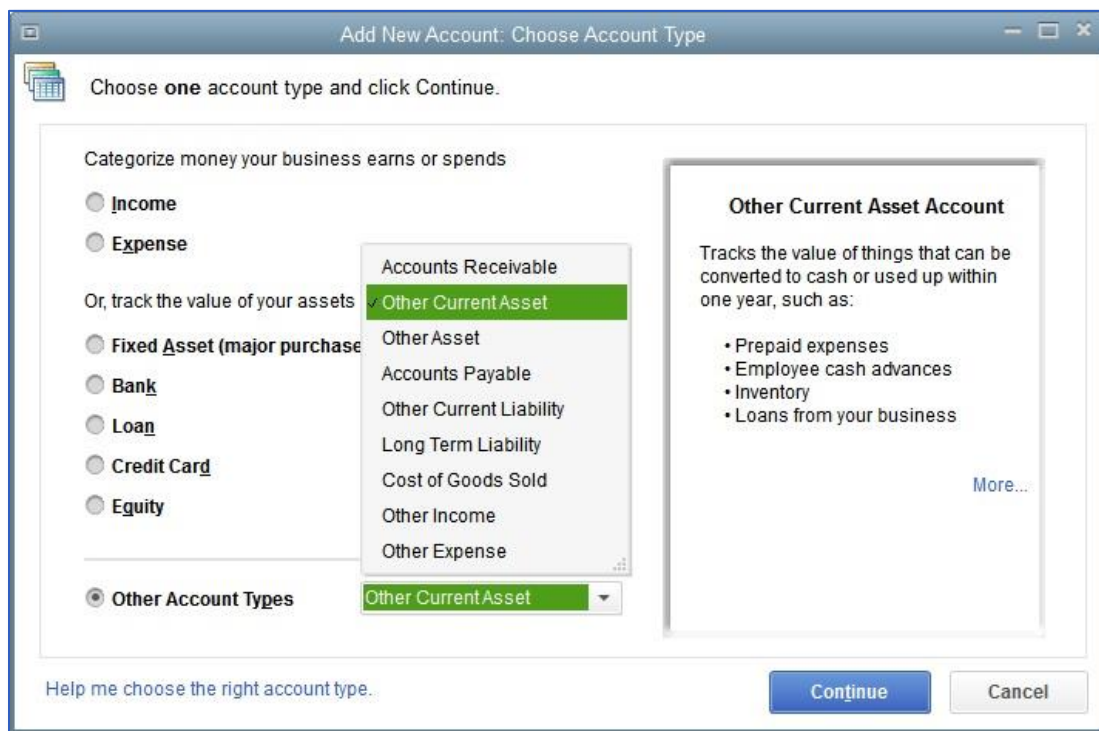 Add New Account: Choose Account Type
Choose one account type and click Continue.
Categorize money your business earns or spends
Income
Expense
Or, track the value of your assets
Fixed Asset (major purchase
Bank
Loan
Credit Card
Equity
Other Account Types
Accounts Receivable
Other Current Asset
Other Asset
Accounts Payable
Other Current Liability
Long Term Liability
Cost of Goods Sold
Other Income
Other Expense
Other Current Asset
Other Current Asset Account
Tracks the value of things that can be
converted to cash or used up within
one year, such as:
• Prepaid expenses
• Employee cash advances
• Inventory
• Loans from your business
More...
Help me choose the right account type.
Continue
Cancel